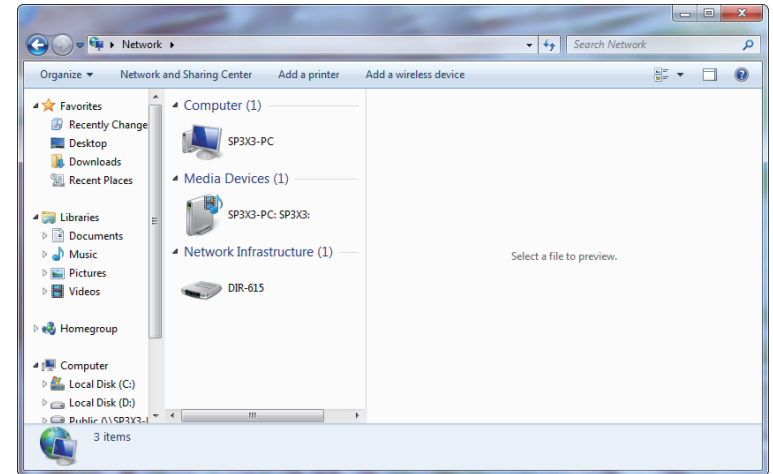 Network
Search Network
Organize
Network and Sharing Center
Add a printer
Add a wireless device
Favorites
Recently Change
Desktop
Downloads
Recent Places
Libraries
Documents
Music
Pictures
Videos
Homegroup
Computer
Local Disk (C:)
Local Disk (D:)
Computer (1)
SP3X3-PC
Media Devices (1)
SP3X3-PC: SP3X3:
Network Infrastructure (1)
DIR-615
Select a file to preview.
3 items